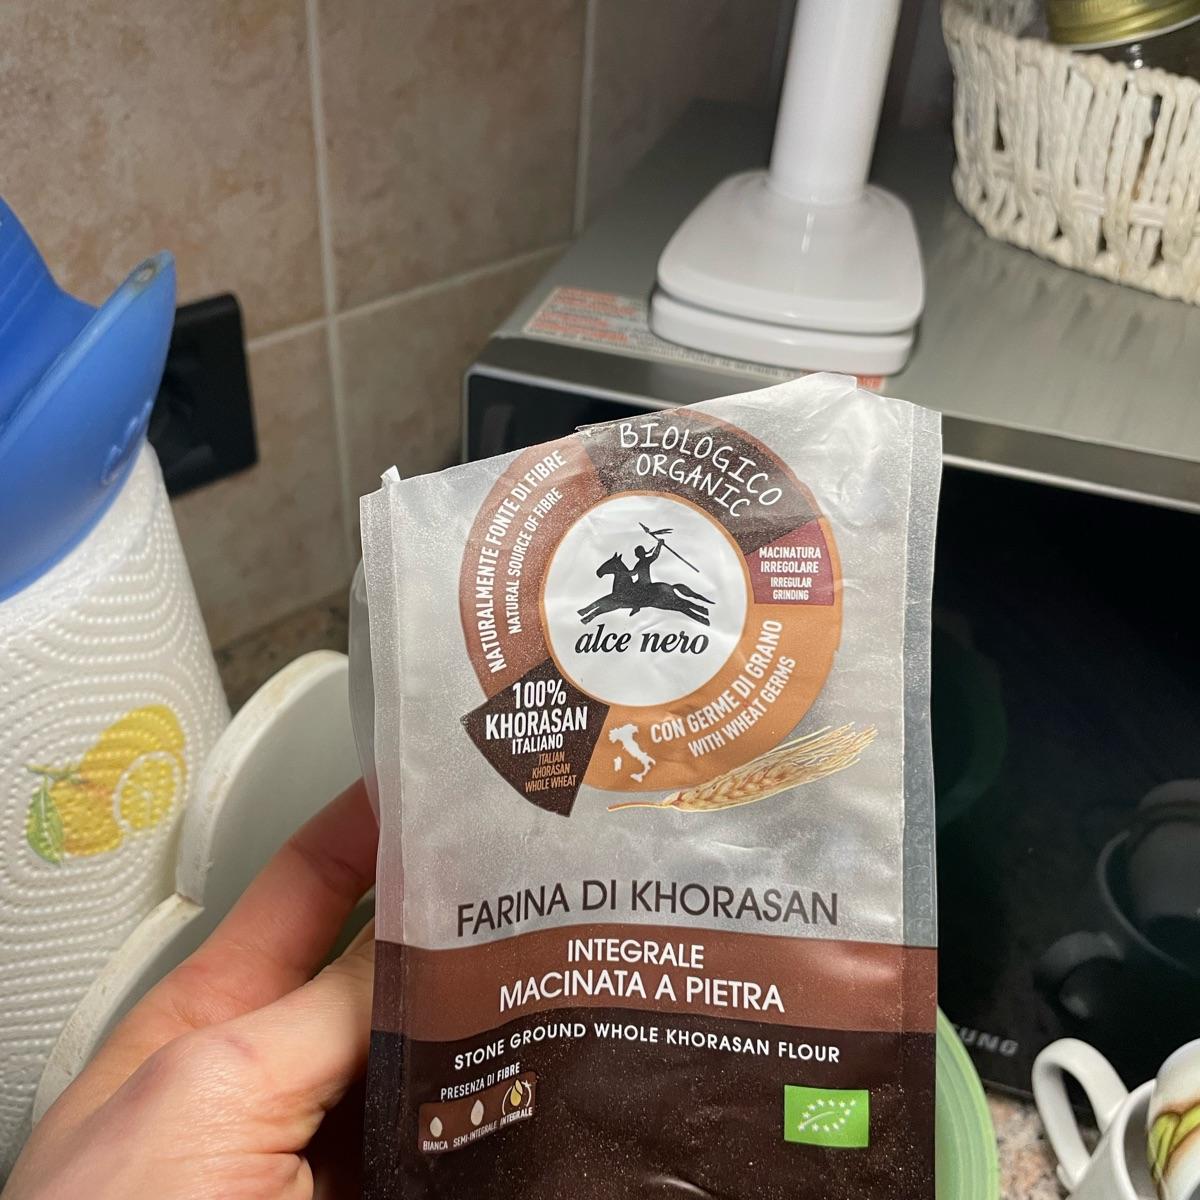 BIOLOGICO
ORGANIC
NATURALMENTE FONTE DI FIBRE
NATURAL SOURCE OF FIBRE
MACINATURA
IRREGOLARE
IRREGULAR
GRINDING
alce nero
100%
KHORASAN
ITALIANO
ITALIAN
KHORASAN
WHOLE WHEAT
CON GERME DI GRANO
WITH WHEAT GERMS
FARINA DI KHORASAN
INTEGRALE
MACINATA A PIETRA
STONE GROUND WHOLE KHORASAN FLOUR
PRESENZA DI FIBRE
BIANCA
SEMI-INTEGRALE
INTEGRALE
SUNG